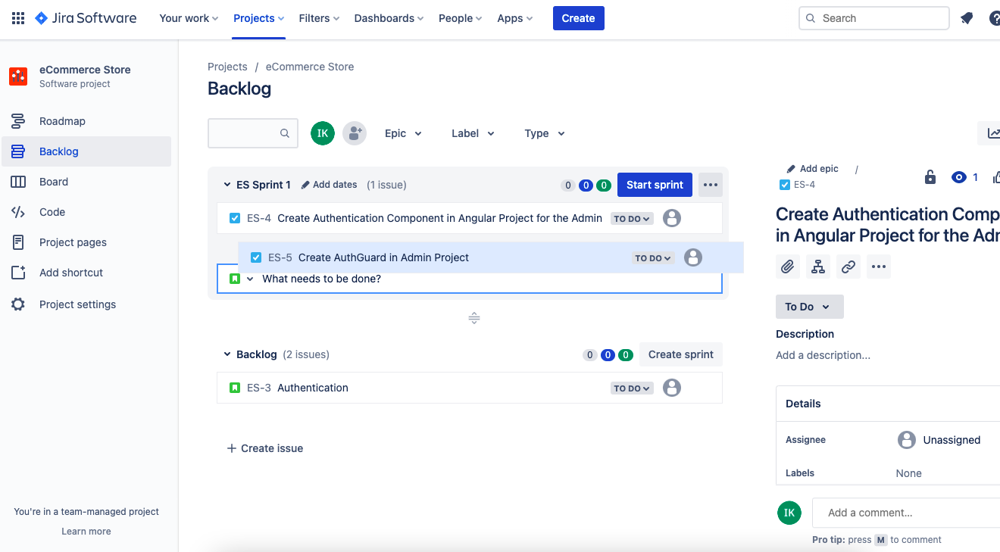 Jira Software Your work Projects Filters Dashboards People Apps Create Search ?
eCommerce Store
Software project
Roadmap
Backlog
Board
Code
Project pages
Add shortcut
Project settings
You're in a team-managed project
Learn more
Projects / eCommerce Store
Backlog
IK Epic Label Type
ES Sprint 1 Add dates (1 issue) 0 0 0 Start sprint
ES-4 Create Authentication Component in Angular Project for the Admin TO DO
ES-5 Create AuthGuard in Admin Project TO DO
What needs to be done?
Backlog (2 issues) 0 0 0 Create sprint
ES-3 Authentication TO DO
Create issue
Add epic /
ES-4
1
Create Authentication Comp
in Angular Project for the Adr
To Do
Description
Add a description...
Details
Assignee Unassigned
Labels None
IK Add a comment...
Pro tip: press M to comment